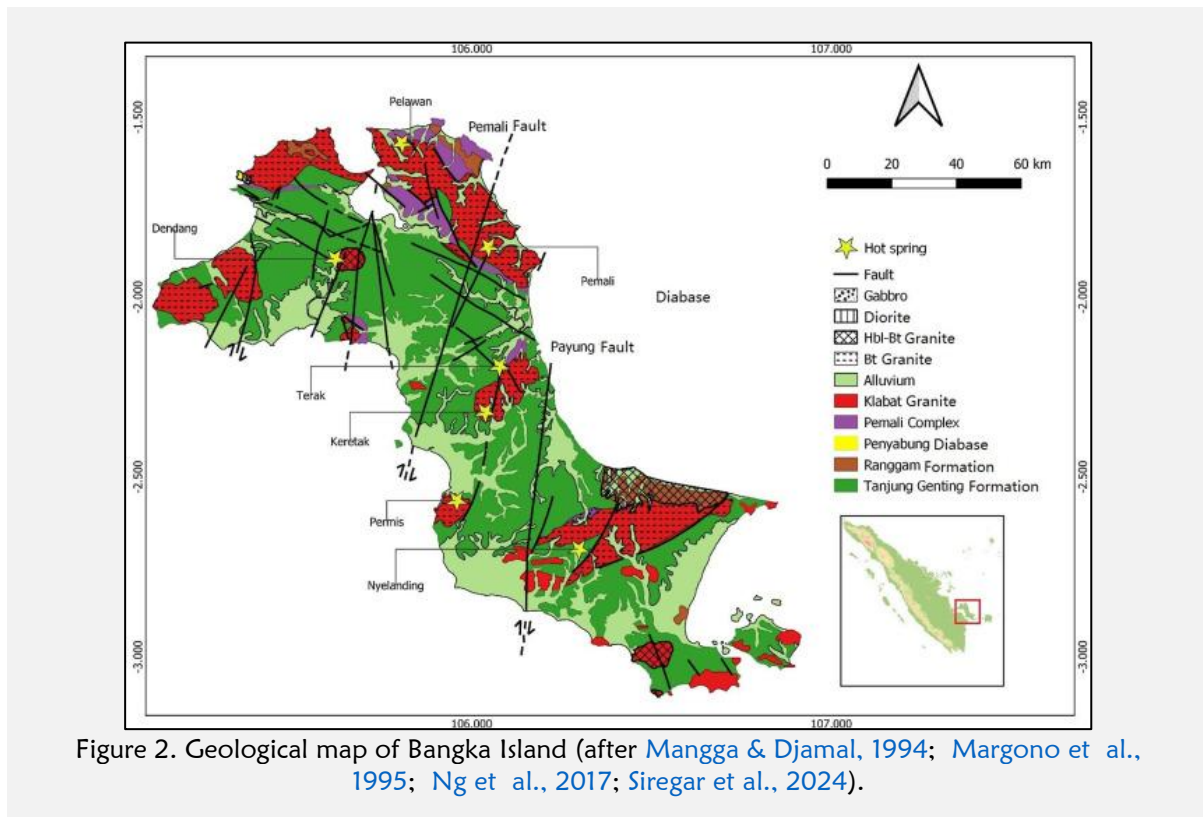 106.000 107.000
-1.500 -1.500
Pelawan
Pemali Fault
0 20 40 60 km
Dendang
Hot spring
Fault
Pemali
Gabbro
-2.000 -2.000
Diabase
Diorite
Hbl-Bt Granite
Payung Fault
Bt Granite
Alluvium
Terak
Klabat Granite
Pemali Complex
Keretak
Penyabung Diabase
Ranggam Formation
-2.500 -2.500
Tanjung Genting Formation
Permis
Nyelanding
-3.000 -3.000
106.000 107.000
Figure 2. Geological map of Bangka Island (after Mangga & Djamal, 1994; Margono et al.,
1995; Ng et al., 2017; Siregar et al., 2024).